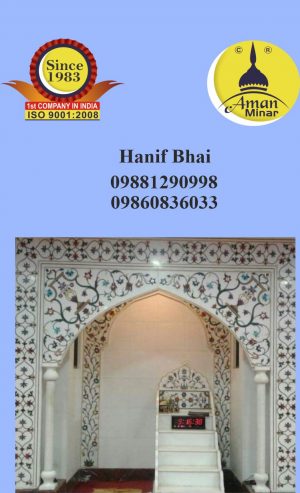 Since
1983
1st COMPANY IN INDIA
ISO 9001:2008
© ®
Aman
Minar
Hanif Bhai
09881290998
09860836033